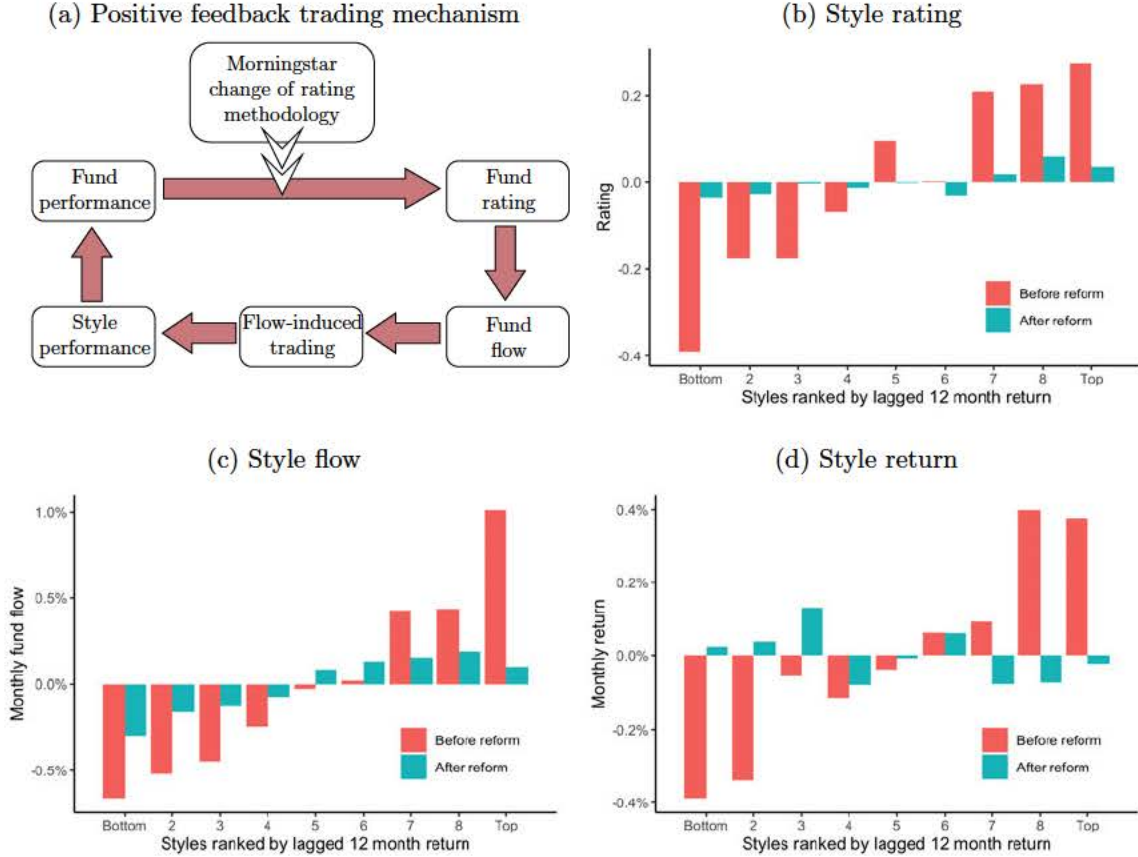 (a) Positive feedback trading mechanism
Morningstar
change of rating
methodology
Fund
performance
Fund
rating
Style
performance
Flow-induced
trading
Fund
flow
(b) Style rating
0.2
0.0
-0.2
-0.4
Rating
Before reform
After reform
Bottom 2 3 4 5 6 7 8 Top
Styles ranked by lagged 12 month return
(c) Style flow
1.0%
0.5%
0.0%
-0.5%
Monthly fund flow
Before reform
After reform
Bottom 2 3 4 5 6 7 8 Top
Styles ranked by lagged 12 month return
(d) Style return
0.4%
0.2%
0.0%
-0.2%
-0.4%
Monthly return
Before reform
After reform
Bottom 2 3 4 5 6 7 8 Top
Styles ranked by lagged 12 month return